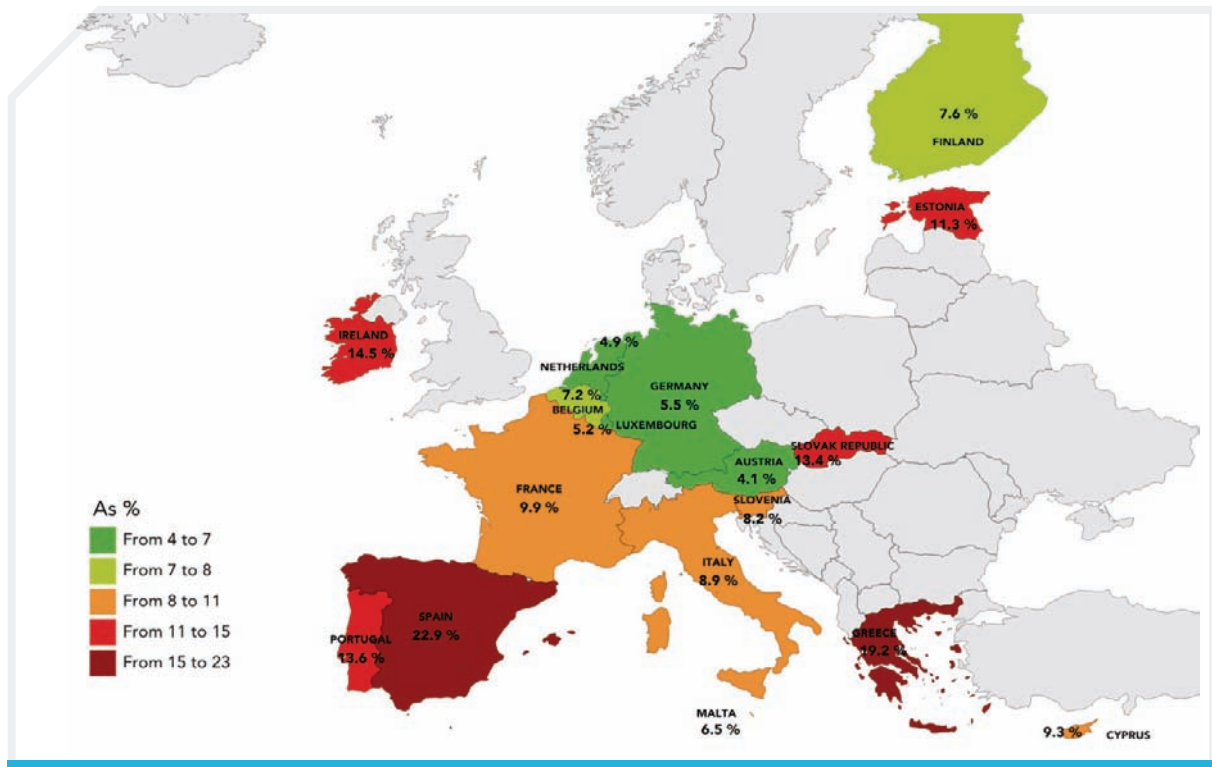 7.6 %
FINLAND
ESTONIA
11.3 %
IRELAND
14.5 %
4.9 %
NETHERLANDS
GERMANY
5.5 %
7.2 %
BELGIUM
5.2 %
LUXEMBOURG
SLOVAK REPUBLIC
13.4 %
AUSTRIA
4.1 %
FRANCE
9.9 %
SLOVENIA
8.2 %
ITALY
8.9 %
As %
From 4 to 7
From 7 to 8
From 8 to 11
From 11 to 15
From 15 to 23
SPAIN
22.9 %
PORTUGAL
13.6 %
GREECE
19.2 %
MALTA
6.5 %
9.3 %
CYPRUS